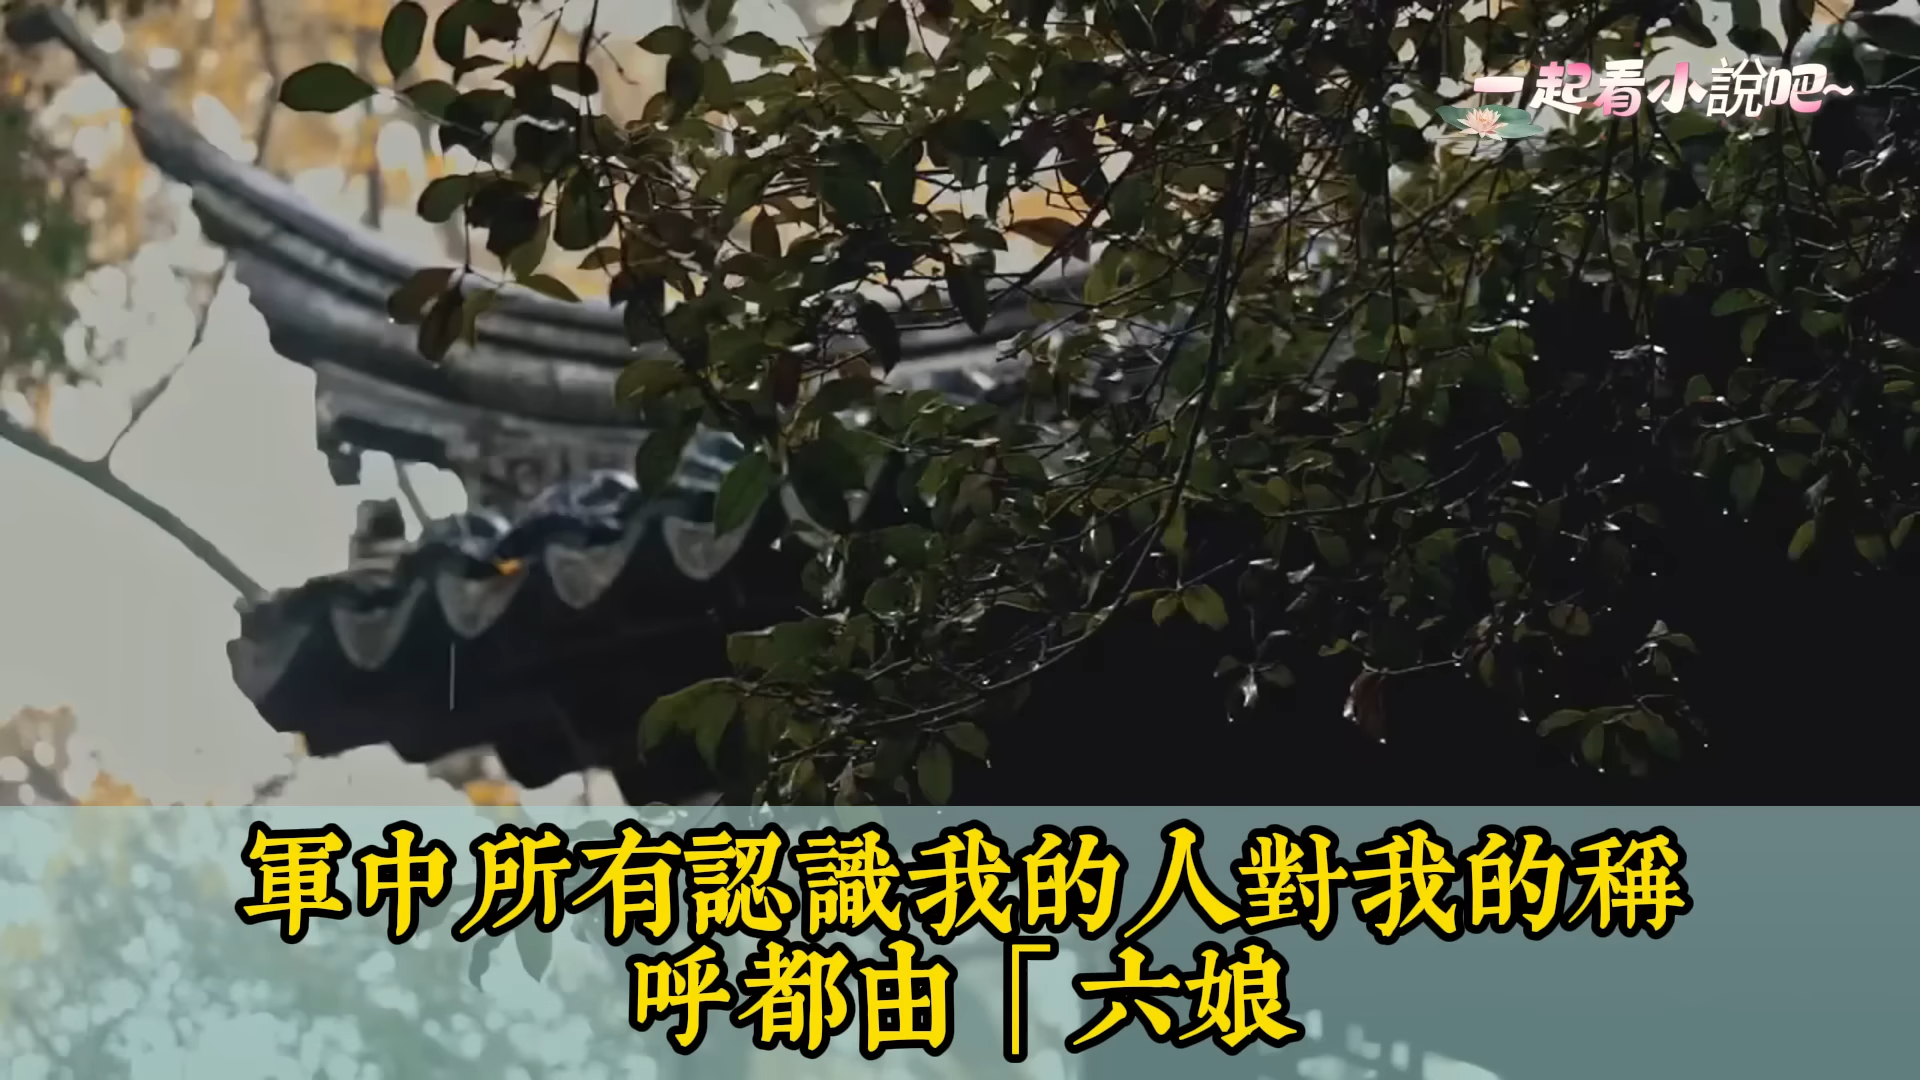 一起看小說吧~
軍中所有認識我的人對我的稱
呼都由「六娘